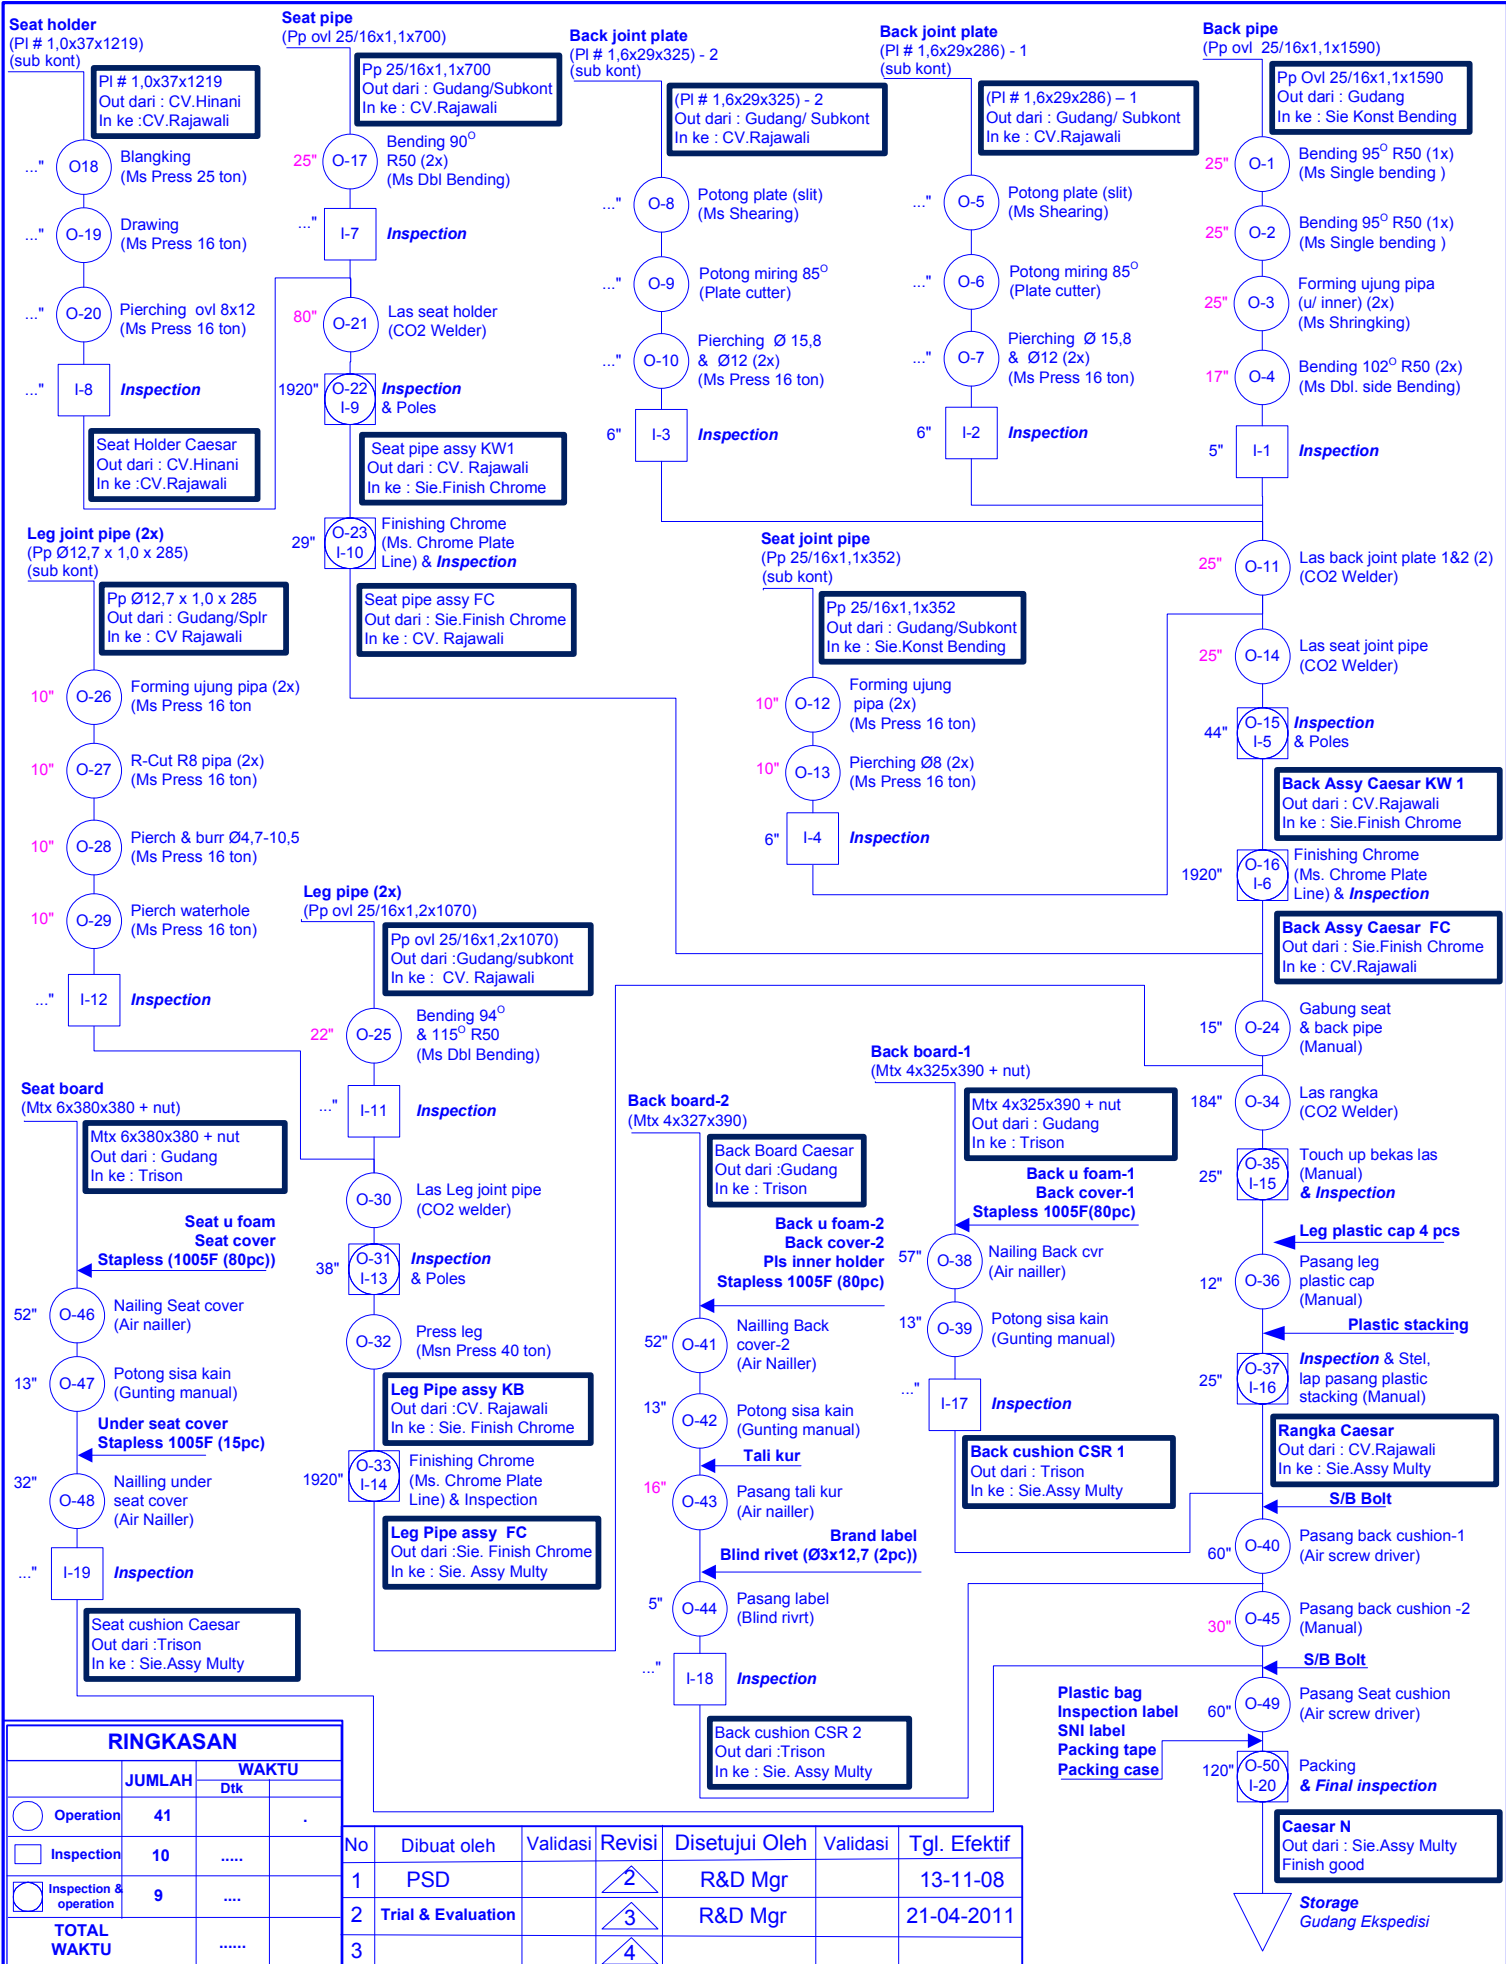 Seat holder
(Pl # 1,0x37x1219)
(sub kont)
Pl # 1,0x37x1219
Out dari : CV.Hinani
In ke :CV.Rajawali
..." O18 Blangking
(Ms Press 25 ton)
..." O-19 Drawing
(Ms Press 16 ton)
..." O-20 Pierching ovl 8x12
(Ms Press 16 ton)
..." I-8 Inspection
Seat Holder Caesar
Out dari : CV.Hinani
In ke :CV.Rajawali
Seat pipe
(Pp ovl 25/16x1,1x700)
Pp 25/16x1,1x700
Out dari : Gudang/Subkont
In ke : CV.Rajawali
25" O-17 Bending 90O
R50 (2x)
(Ms Dbl Bending)
..." I-7 Inspection
80" O-21 Las seat holder
(CO2 Welder)
1920" O-22 I-9 Inspection
& Poles
Seat pipe assy KW1
Out dari : CV. Rajawali
In ke : Sie.Finish Chrome
29" O-23 I-10 Finishing Chrome
(Ms. Chrome Plate
Line) & Inspection
Seat pipe assy FC
Out dari : Sie.Finish Chrome
In ke : CV. Rajawali
Back joint plate
(Pl # 1,6x29x325) - 2
(sub kont)
(Pl # 1,6x29x325) - 2
Out dari : Gudang/ Subkont
In ke : CV.Rajawali
..." O-8 Potong plate (slit)
(Ms Shearing)
..." O-9 Potong miring 85O
(Plate cutter)
..." O-10 Pierching Ø 15,8
& Ø12 (2x)
(Ms Press 16 ton)
6" I-3 Inspection
Back joint plate
(Pl # 1,6x29x286) - 1
(sub kont)
(Pl # 1,6x29x286) – 1
Out dari : Gudang/ Subkont
In ke : CV.Rajawali
..." O-5 Potong plate (slit)
(Ms Shearing)
..." O-6 Potong miring 85O
(Plate cutter)
..." O-7 Pierching Ø 15,8
& Ø12 (2x)
(Ms Press 16 ton)
6" I-2 Inspection
Back pipe
(Pp ovl 25/16x1,1x1590)
Pp Ovl 25/16x1,1x1590
Out dari : Gudang
In ke : Sie Konst Bending
25" O-1 Bending 95O R50 (1x)
(Ms Single bending )
25" O-2 Bending 95O R50 (1x)
(Ms Single bending )
25" O-3 Forming ujung pipa
(u/ inner) (2x)
(Ms Shringking)
17" O-4 Bending 102O R50 (2x)
(Ms Dbl. side Bending)
5" I-1 Inspection
25" O-11 Las back joint plate 1&2 (2)
(CO2 Welder)
25" O-14 Las seat joint pipe
(CO2 Welder)
44" O-15 I-5 Inspection
& Poles
Back Assy Caesar KW 1
Out dari : CV.Rajawali
In ke : Sie.Finish Chrome
1920" O-16 I-6 Finishing Chrome
(Ms. Chrome Plate
Line) & Inspection
Back Assy Caesar FC
Out dari : Sie.Finish Chrome
In ke : CV.Rajawali
Seat joint pipe
(Pp 25/16x1,1x352)
(sub kont)
Pp 25/16x1,1x352
Out dari : Gudang/Subkont
In ke : Sie.Konst Bending
10" O-12 Forming ujung
pipa (2x)
(Ms Press 16 ton)
10" O-13 Pierching Ø8 (2x)
(Ms Press 16 ton)
6" I-4 Inspection
Leg joint pipe (2x)
(Pp Ø12,7 x 1,0 x 285)
(sub kont)
Pp Ø12,7 x 1,0 x 285
Out dari : Gudang/Splr
In ke : CV Rajawali
10" O-26 Forming ujung pipa (2x)
(Ms Press 16 ton
10" O-27 R-Cut R8 pipa (2x)
(Ms Press 16 ton)
10" O-28 Pierch & burr Ø4,7-10,5
(Ms Press 16 ton)
10" O-29 Pierch waterhole
(Ms Press 16 ton)
..." I-12 Inspection
Leg pipe (2x)
(Pp ovl 25/16x1,2x1070)
Pp ovl 25/16x1,2x1070)
Out dari :Gudang/subkont
In ke : CV. Rajawali
22" O-25 Bending 94O
& 115O R50
(Ms Dbl Bending)
..." I-11 Inspection
O-30 Las Leg joint pipe
(CO2 welder)
38" O-31 I-13 Inspection
& Poles
O-32 Press leg
(Msn Press 40 ton)
Leg Pipe assy KB
Out dari :CV. Rajawali
In ke : Sie. Finish Chrome
1920" O-33 I-14 Finishing Chrome
(Ms. Chrome Plate
Line) & Inspection
Leg Pipe assy FC
Out dari :Sie. Finish Chrome
In ke : Sie. Assy Multy
Seat board
(Mtx 6x380x380 + nut)
Mtx 6x380x380 + nut
Out dari : Gudang
In ke : Trison
Seat u foam
Seat cover
Stapless (1005F (80pc))
52" O-46 Nailing Seat cover
(Air nailler)
13" O-47 Potong sisa kain
(Gunting manual)
Under seat cover
Stapless 1005F (15pc)
32" O-48 Nailling under
seat cover
(Air Nailler)
..." I-19 Inspection
Seat cushion Caesar
Out dari :Trison
In ke : Sie.Assy Multy
Back board-2
(Mtx 4x327x390)
Back Board Caesar
Out dari :Gudang
In ke : Trison
Back u foam-2
Back cover-2
Pls inner holder
Stapless 1005F (80pc)
52" O-41 Nailling Back
cover-2
(Air Nailler)
13" O-42 Potong sisa kain
(Gunting manual)
Tali kur
16" O-43 Pasang tali kur
(Air nailler)
Brand label
Blind rivet (Ø3x12,7 (2pc))
5" O-44 Pasang label
(Blind rivrt)
..." I-18 Inspection
Back cushion CSR 2
Out dari :Trison
In ke : Sie. Assy Multy
Back board-1
(Mtx 4x325x390 + nut)
Mtx 4x325x390 + nut
Out dari : Gudang
In ke : Trison
Back u foam-1
Back cover-1
Stapless 1005F(80pc)
57" O-38 Nailing Back cvr
(Air nailler)
13" O-39 Potong sisa kain
(Gunting manual)
..." I-17 Inspection
Back cushion CSR 1
Out dari : Trison
In ke : Sie.Assy Multy
15" O-24 Gabung seat
& back pipe
(Manual)
184" O-34 Las rangka
(CO2 Welder)
25" O-35 I-15 Touch up bekas las
(Manual)
& Inspection
Leg plastic cap 4 pcs
12" O-36 Pasang leg
plastic cap
(Manual)
Plastic stacking
25" O-37 I-16 Inspection & Stel,
lap pasang plastic
stacking (Manual)
Rangka Caesar
Out dari : CV.Rajawali
In ke : Sie.Assy Multy
S/B Bolt
60" O-40 Pasang back cushion-1
(Air screw driver)
30" O-45 Pasang back cushion -2
(Manual)
S/B Bolt
60" O-49 Pasang Seat cushion
(Air screw driver)
Plastic bag
Inspection label
SNI label
Packing tape
Packing case
120" O-50 I-20 Packing
& Final inspection
Caesar N
Out dari : Sie.Assy Multy
Finish good
Storage
Gudang Ekspedisi
RINGKASAN
JUMLAH WAKTU
Dtk
Operation 41 .
Inspection 10 .....
Inspection & operation 9 ....
TOTAL WAKTU ......
No Dibuat oleh Validasi Revisi Disetujui Oleh Validasi Tgl. Efektif
1 PSD 2 R&D Mgr 13-11-08
2 Trial & Evaluation 3 R&D Mgr 21-04-2011
3 4